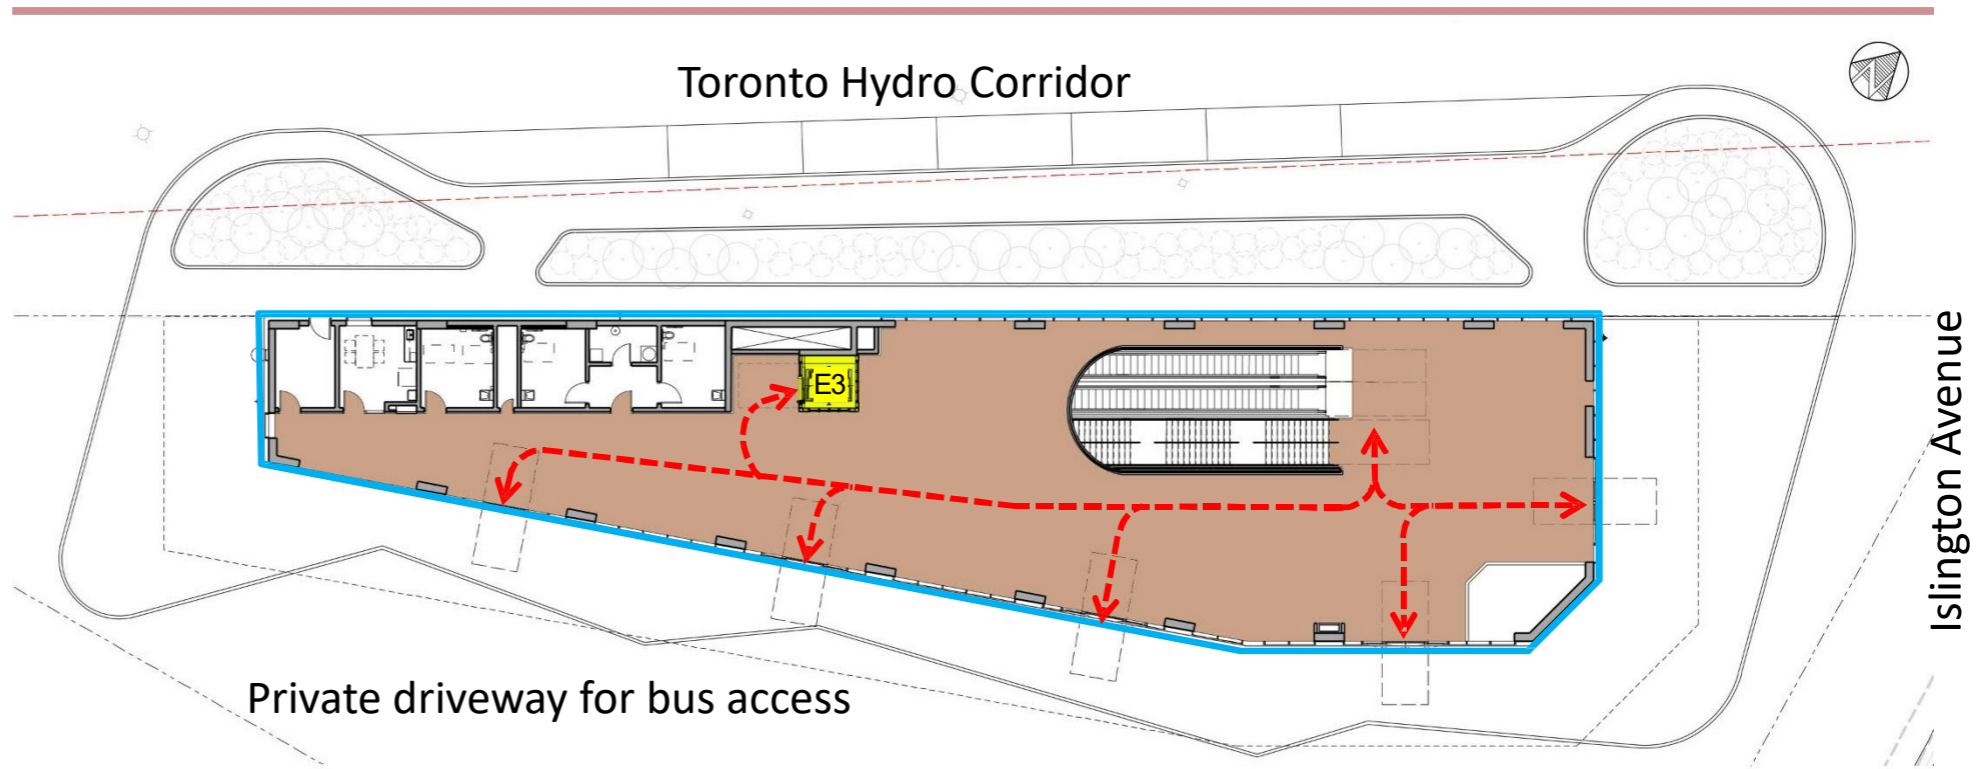 Toronto Hydro Corridor
E3
Islington Avenue
Private driveway for bus access